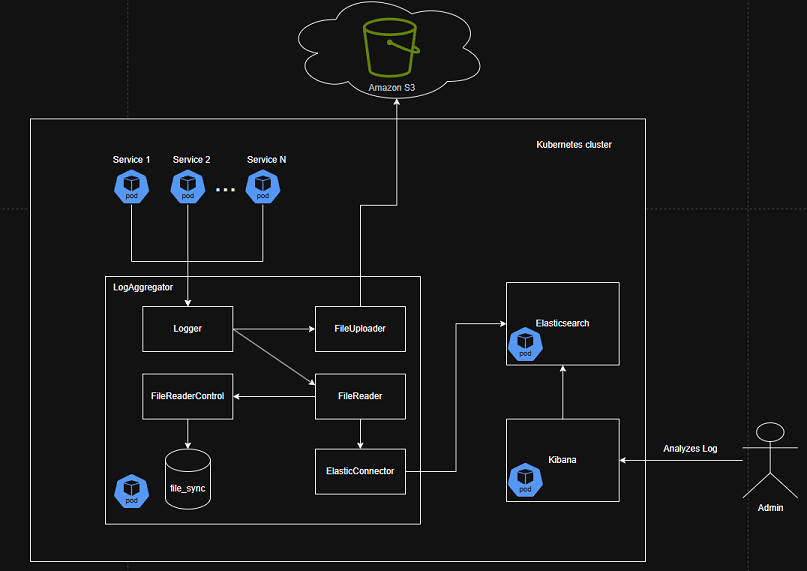 Amazon S3
Kubernetes cluster
Service 1
Service 2
Service N
pod
pod
...
pod
LogAggregator
Logger
FileUploader
Elasticsearch
pod
FileReaderControl
FileReader
file_sync
pod
ElasticConnector
Kibana
pod
Analyzes Log
Admin